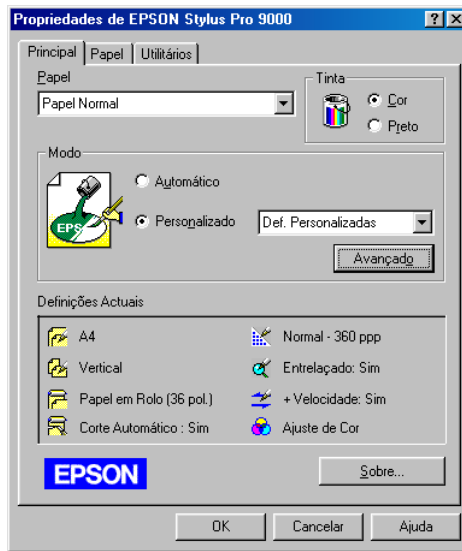 Propriedades de EPSON Stylus Pro 9000
Principal Papel Utilitários
Papel
Papel Normal
Tinta
Cor
Preto
Modo
EPS
Automático
Personalizado Def. Personalizadas
Avançado
Definições Actuais
A4 Normal - 360 ppp
Vertical Entrelaçado: Sim
Papel em Rolo (36 pol.) + Velocidade: Sim
Corte Automático : Sim Ajuste de Cor
EPSON Sobre...
OK Cancelar Ajuda